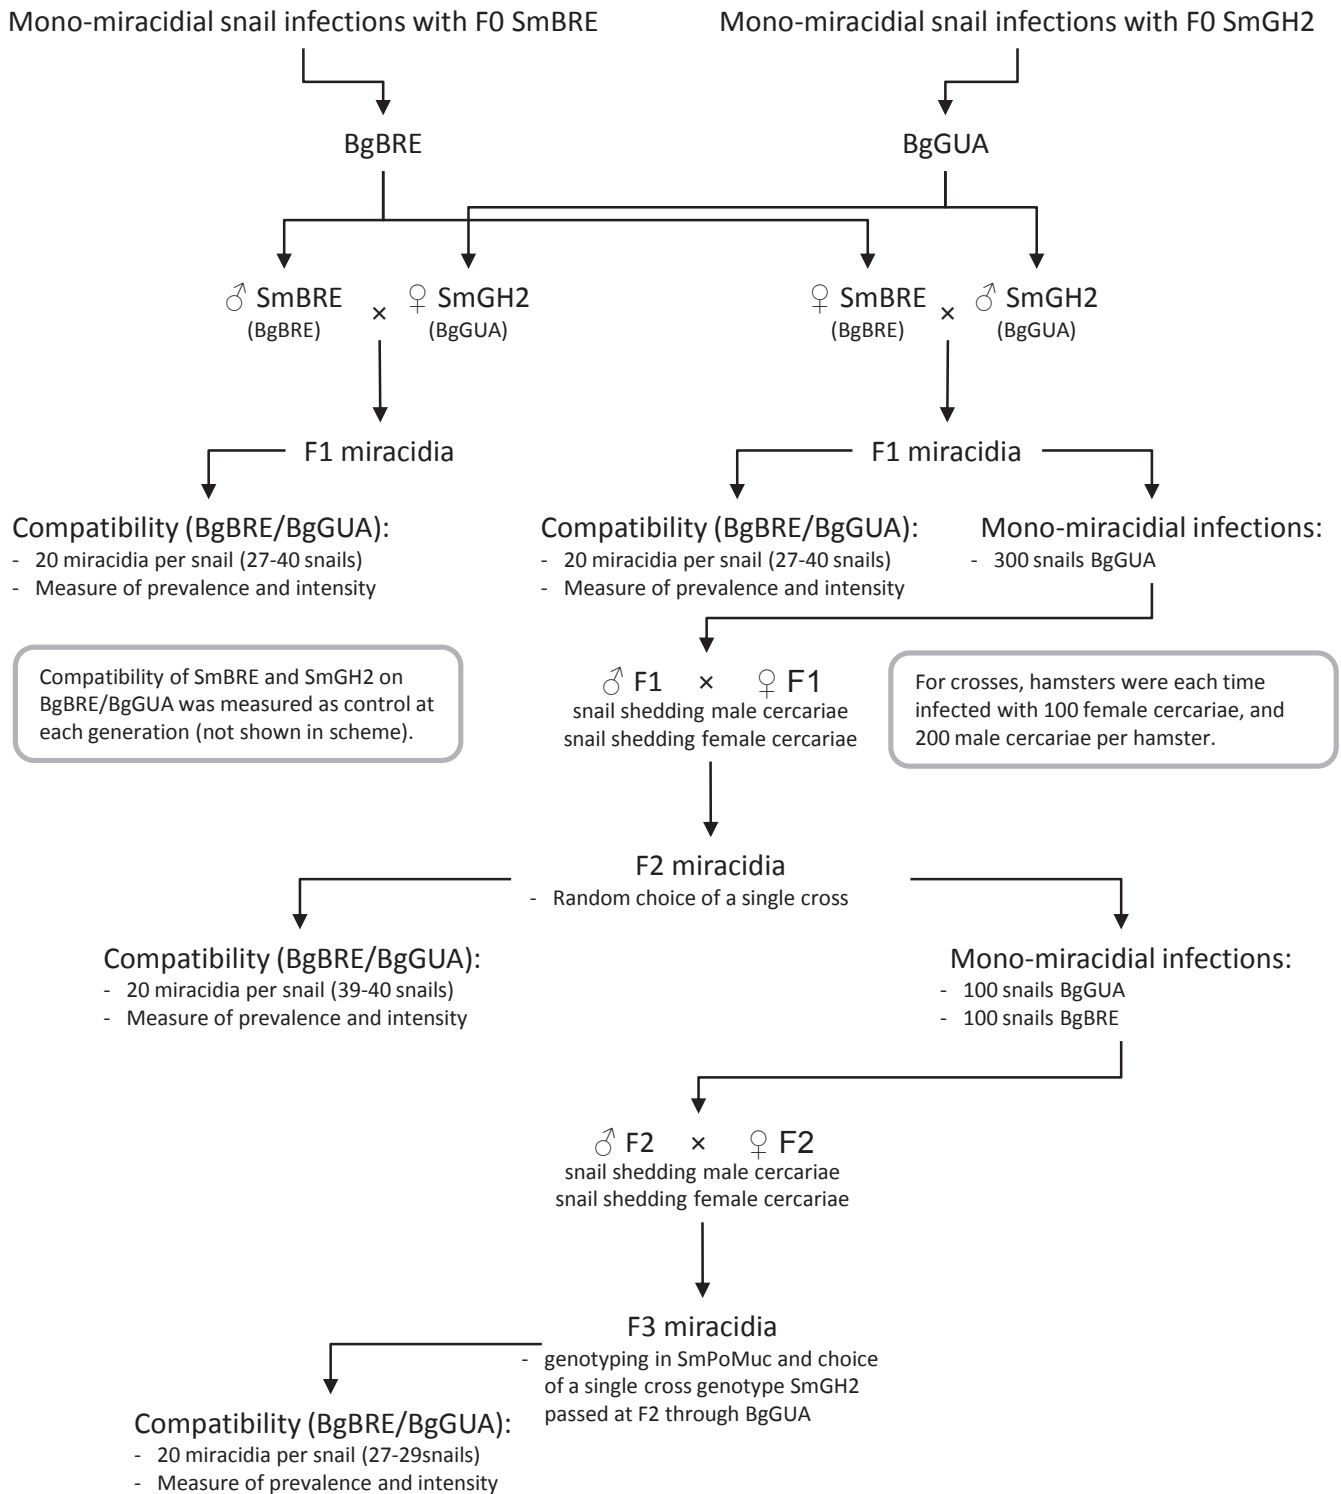 Mono-miracidial snail infections with F0 SmBRE
Mono-miracidial snail infections with F0 SmGH2
BgBRE
BgGUA
♂ SmBRE × ♀ SmGH2
(BgBRE) (BgGUA)
♀ SmBRE × ♂ SmGH2
(BgBRE) (BgGUA)
F1 miracidia
F1 miracidia
Compatibility (BgBRE/BgGUA):
- 20 miracidia per snail (27-40 snails)
- Measure of prevalence and intensity
Compatibility (BgBRE/BgGUA):
- 20 miracidia per snail (27-40 snails)
- Measure of prevalence and intensity
Mono-miracidial infections:
- 300 snails BgGUA
Compatibility of SmBRE and SmGH2 on
BgBRE/BgGUA was measured as control at
each generation (not shown in scheme).
♂ F1 × ♀ F1
snail shedding male cercariae
snail shedding female cercariae
For crosses, hamsters were each time
infected with 100 female cercariae, and
200 male cercariae per hamster.
F2 miracidia
- Random choice of a single cross
Compatibility (BgBRE/BgGUA):
- 20 miracidia per snail (39-40 snails)
- Measure of prevalence and intensity
Mono-miracidial infections:
- 100 snails BgGUA
- 100 snails BgBRE
♂ F2 × ♀ F2
snail shedding male cercariae
snail shedding female cercariae
F3 miracidia
- genotyping in SmPoMuc and choice
of a single cross genotype SmGH2
passed at F2 through BgGUA
Compatibility (BgBRE/BgGUA):
- 20 miracidia per snail (27-29snails)
- Measure of prevalence and intensity